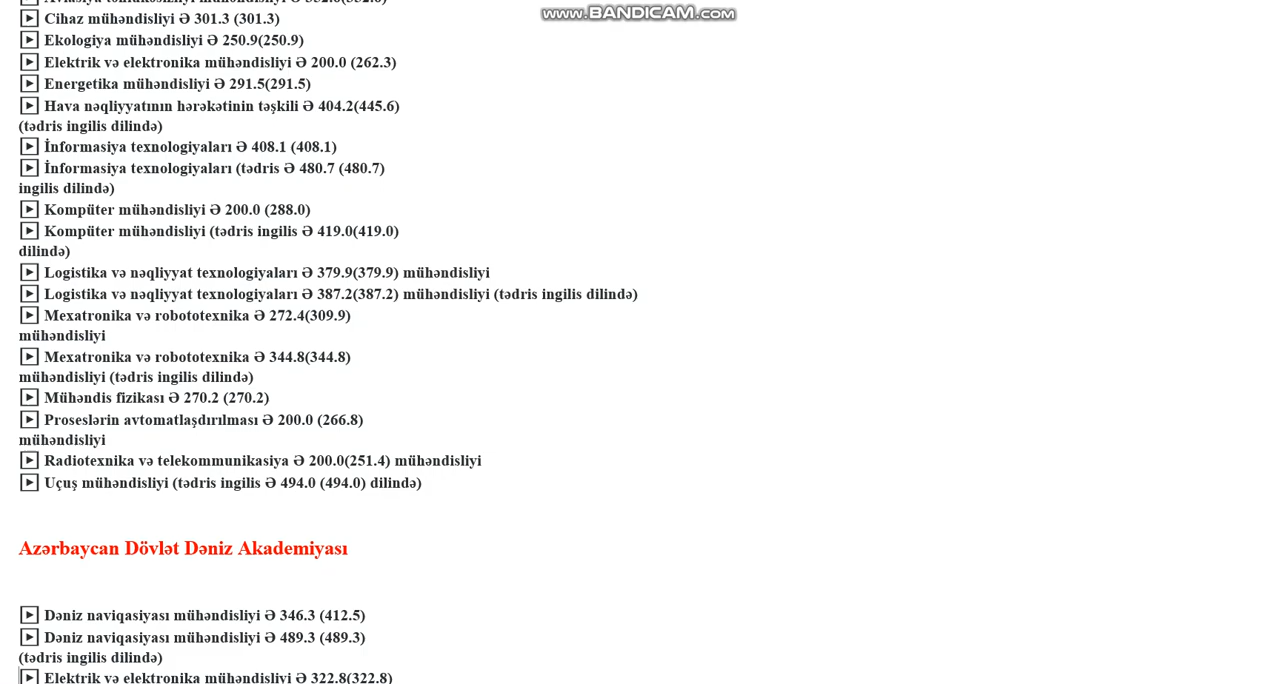 www.BANDICAM.com
Cihaz mühəndisliyi Ə 301.3 (301.3)
Ekologiya mühəndisliyi Ə 250.9(250.9)
Elektrik və elektronika mühəndisliyi Ə 200.0 (262.3)
Energetika mühəndisliyi Ə 291.5(291.5)
Hava nəqliyyatının hərəkətinin təşkili Ə 404.2(445.6)
(tədris ingilis dilində)
İnformasiya texnologiyaları Ə 408.1 (408.1)
İnformasiya texnologiyaları (tədris Ə 480.7 (480.7)
ingilis dilində)
Kompüter mühəndisliyi Ə 200.0 (288.0)
Kompüter mühəndisliyi (tədris ingilis Ə 419.0(419.0)
dilində)
Logistika və nəqliyyat texnologiyaları Ə 379.9(379.9) mühəndisliyi
Logistika və nəqliyyat texnologiyaları Ə 387.2(387.2) mühəndisliyi (tədris ingilis dilində)
Mexatronika və robototexnika Ə 272.4(309.9)
mühəndisliyi
Mexatronika və robototexnika Ə 344.8(344.8)
mühəndisliyi (tədris ingilis dilində)
Mühəndis fizikası Ə 270.2 (270.2)
Proseslərin avtomatlaşdırılması Ə 200.0 (266.8)
mühəndisliyi
Radiotexnika və telekommunikasiya Ə 200.0(251.4) mühəndisliyi
Uçuş mühəndisliyi (tədris ingilis Ə 494.0 (494.0) dilində)
Azərbaycan Dövlət Dəniz Akademiyası
Dəniz naviqasiyası mühəndisliyi Ə 346.3 (412.5)
Dəniz naviqasiyası mühəndisliyi Ə 489.3 (489.3)
(tədris ingilis dilində)
Elektrik və elektronika mühəndisliyi Ə 322.8(322.8)